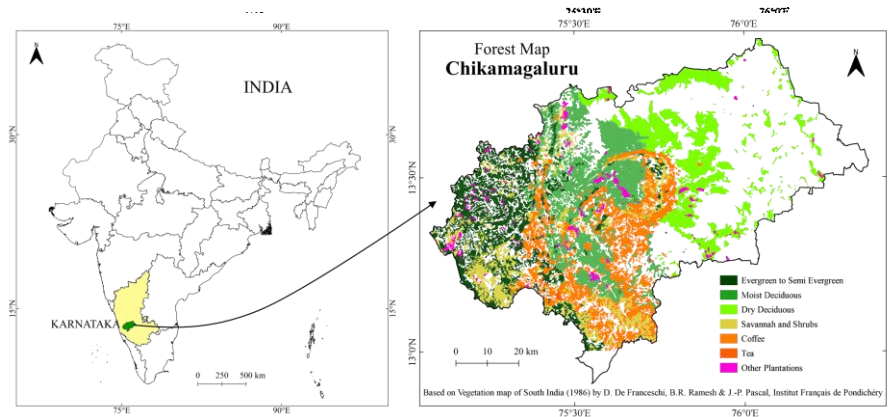 75°E
90°E
N
INDIA
30°N
30°N
15°N
15°N
KARNATAKA
0 250 500 km
75°E
90°E
75°30'
76°0'
Forest Map
Chikamagaluru
N
13°30'
13°0'
Evergreen to Semi Evergreen
Moist Deciduous
Dry Deciduous
Savannah and Shrubs
Coffee
Tea
Other Plantations
0 10 20 km
Based on Vegetation map of South India (1986) by D. De Franceschi, B.R. Ramesh & J.-P. Pascal, Institut Français de Pondichéry
75°30'
76°0'